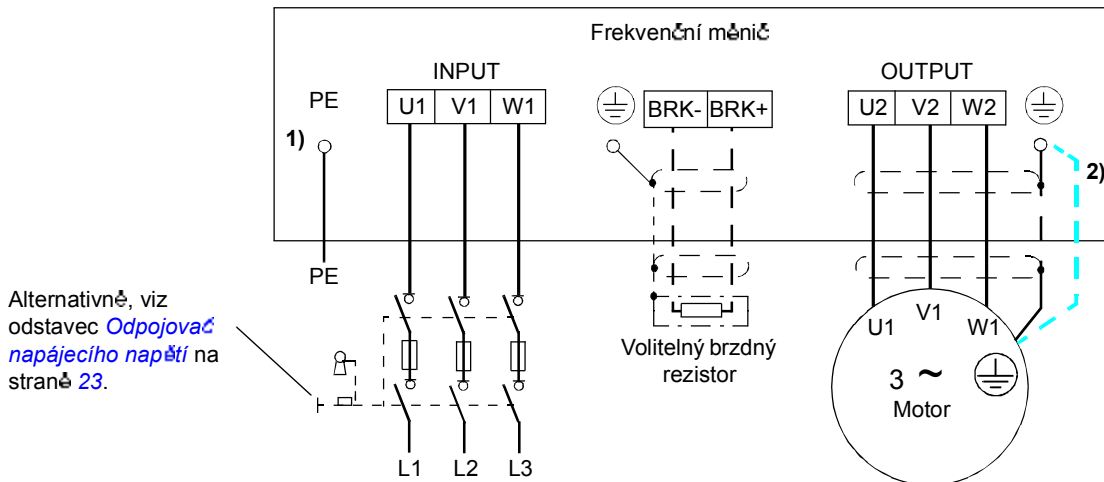 Frekvenční měnič
INPUT
OUTPUT
PE
U1 V1 W1
BRK- BRK+
U2 V2 W2
1)
2)
PE
Alternativně, viz
odstavec Odpojovač
napájecího napětí na
straně 23.
Volitelný brzdný
rezistor
U1 V1 W1
3 ~
Motor
L1 L2 L3